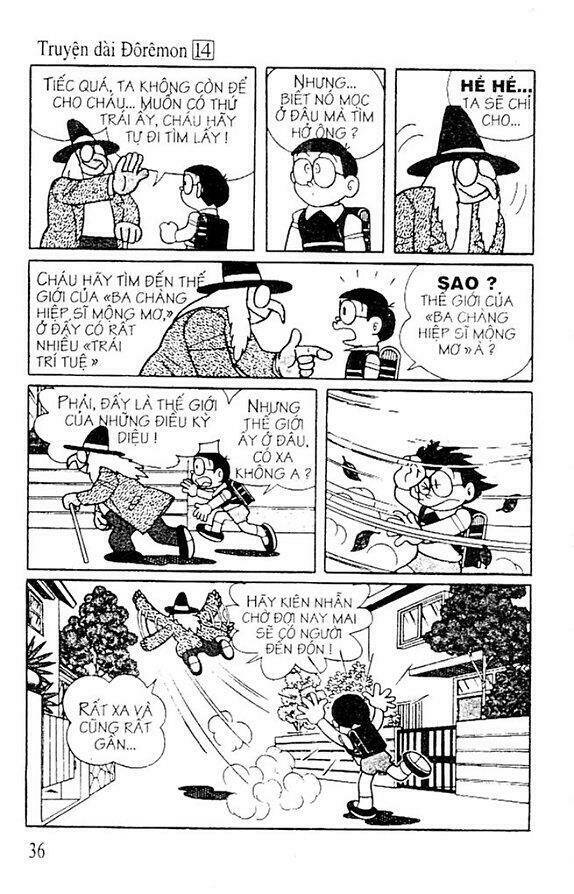 Truyện dài Đôrêmon 14
TIẾC QUÁ, TA KHÔNG CÒN ĐỂ
CHO CHÁU... MUỐN CÓ THỨ
TRÁI ẤY, CHÁU HÃY
TỰ ĐI TÌM LẤY !
NHƯNG...
BIẾT NÓ MỌC
Ở ĐÂU MÀ TÌM
HỞ ÔNG ?
HỀ HỀ...
TA SẼ CHỈ
CHO...
CHÁU HÃY TÌM ĐẾN THẾ
GIỚI CỦA «BA CHÀNG
HIỆP SĨ MỘNG MƠ,»
Ở ĐẤY CÓ RẤT
NHIỀU «TRÁI
TRÍ TUỆ »
SAO ?
THẾ GIỚI CỦA
«BA CHÀNG
HIỆP SĨ MỘNG
MƠ »À ?
PHẢI, ĐẤY LÀ THẾ GIỚI
CỦA NHỮNG ĐIỀU KỲ
DIỆU !
NHƯNG
THẾ GIỚI
ẤY Ở ĐÂU,
CÓ XA
KHÔNG Ạ ?
HÃY KIÊN NHẪN
CHỜ ĐỢI NAY MAI
SẼ CÓ NGƯỜI
ĐẾN ĐÓN !
RẤT XA VÀ
CŨNG RẤT
GẦN...
36